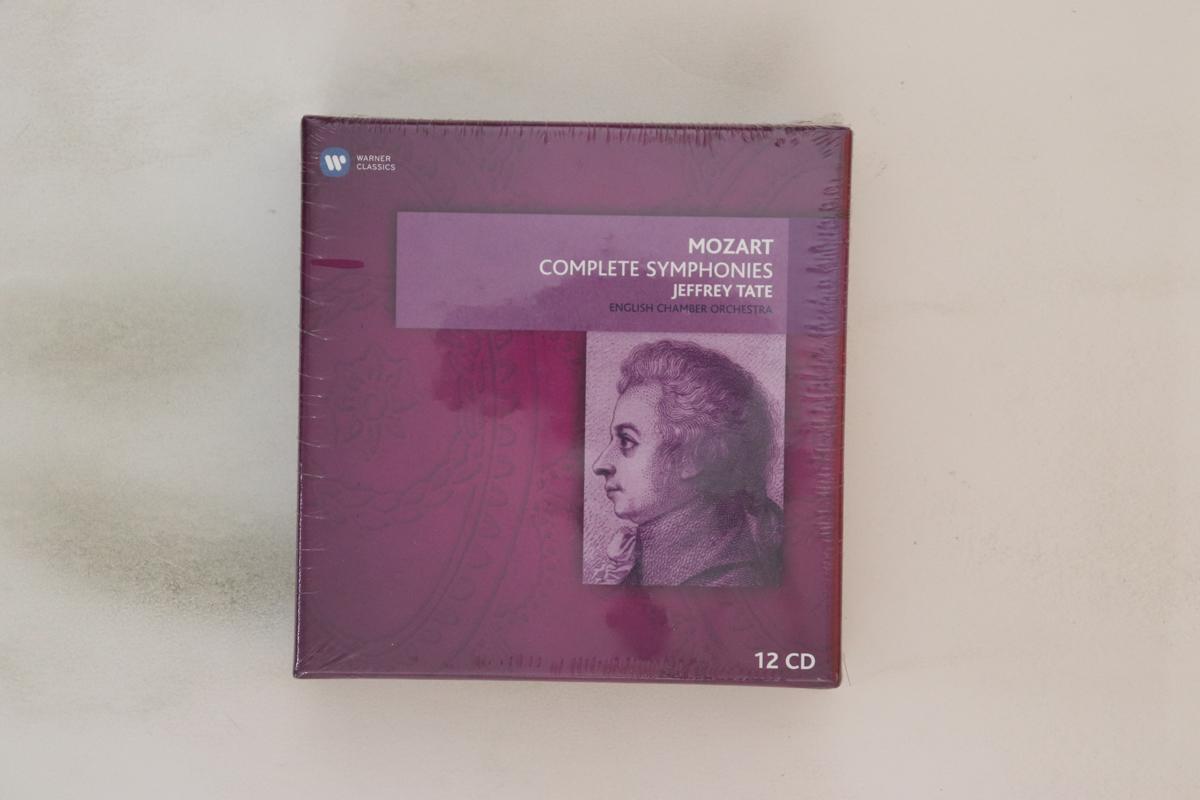 WARNER
CLASSICS
MOZART
COMPLETE SYMPHONIES
JEFFREY TATE
ENGLISH CHAMBER ORCHESTRA
12 CD